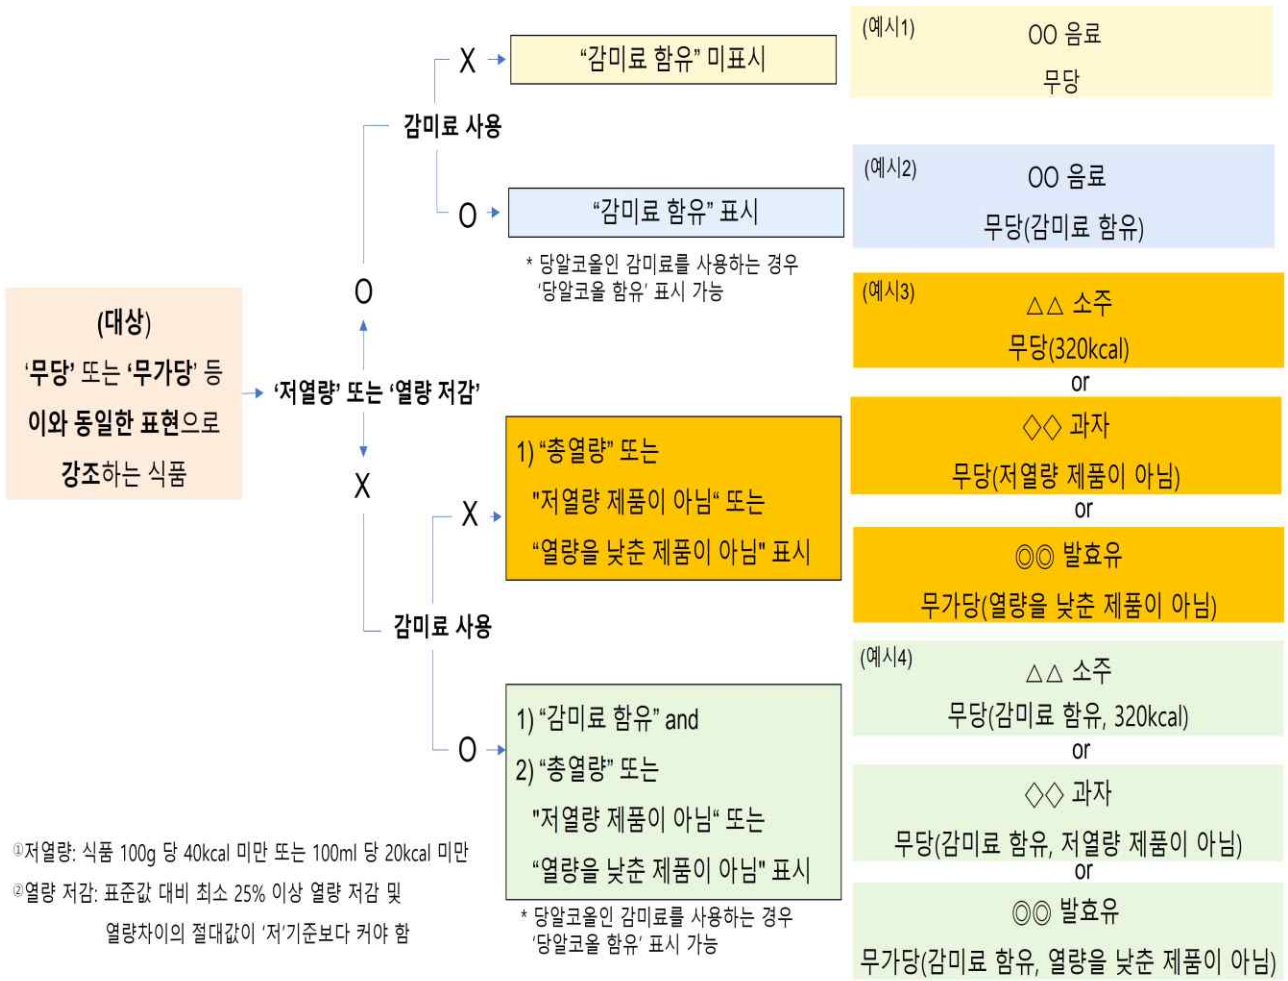 (대상)
‘무당’ 또는 ‘무가당’ 등
이와 동일한 표현으로
강조하는 식품
‘저열량’ 또는 ‘열량 저감’
O
감미료 사용
X
“감미료 함유” 미표시
(예시1)
OO 음료
무당
O
“감미료 함유” 표시
* 당알코올인 감미료를 사용하는 경우
‘당알코올 함유’ 표시 가능
(예시2)
OO 음료
무당(감미료 함유)
X
감미료 사용
X
1) “총열량” 또는
"저열량 제품이 아님“ 또는
“열량을 낮춘 제품이 아님" 표시
(예시3)
△△ 소주
무당(320kcal)
or
◇◇ 과자
무당(저열량 제품이 아님)
or
◎◎ 발효유
무가당(열량을 낮춘 제품이 아님)
O
1) “감미료 함유” and
2) “총열량” 또는
"저열량 제품이 아님“ 또는
“열량을 낮춘 제품이 아님" 표시
* 당알코올인 감미료를 사용하는 경우
‘당알코올 함유’ 표시 가능
(예시4)
△△ 소주
무당(감미료 함유, 320kcal)
or
◇◇ 과자
무당(감미료 함유, 저열량 제품이 아님)
or
◎◎ 발효유
무가당(감미료 함유, 열량을 낮춘 제품이 아님)
①저열량: 식품 100g 당 40kcal 미만 또는 100ml 당 20kcal 미만
②열량 저감: 표준값 대비 최소 25% 이상 열량 저감 및
열량차이의 절대값이 ‘저’기준보다 커야 함